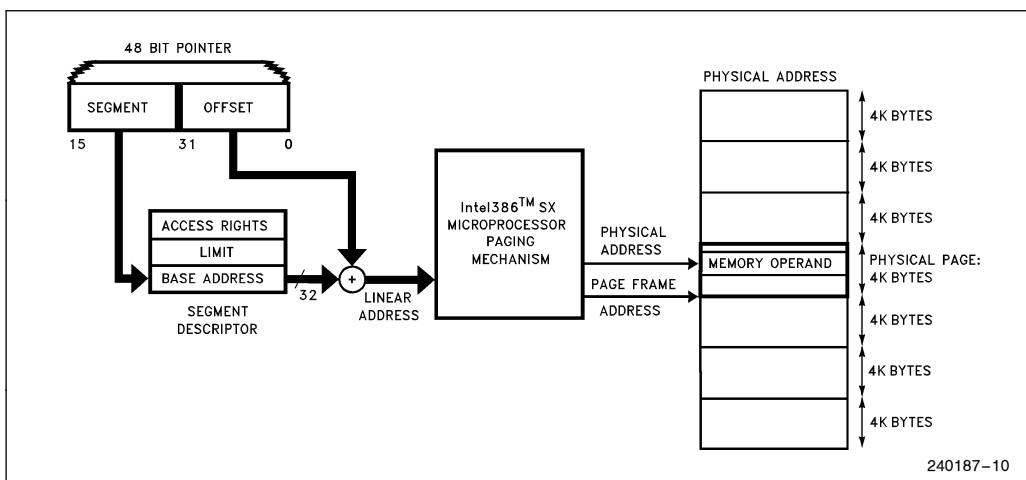 48 BIT POINTER
SEGMENT OFFSET
15 31 0
ACCESS RIGHTS
LIMIT
BASE ADDRESS
SEGMENT
DESCRIPTOR
32
+
LINEAR
ADDRESS
Intel386TM SX
MICROPROCESSOR
PAGING
MECHANISM
PHYSICAL
ADDRESS
PAGE FRAME
ADDRESS
PHYSICAL ADDRESS
4K BYTES
4K BYTES
4K BYTES
MEMORY OPERAND
PHYSICAL PAGE:
4K BYTES
4K BYTES
4K BYTES
4K BYTES
240187–10